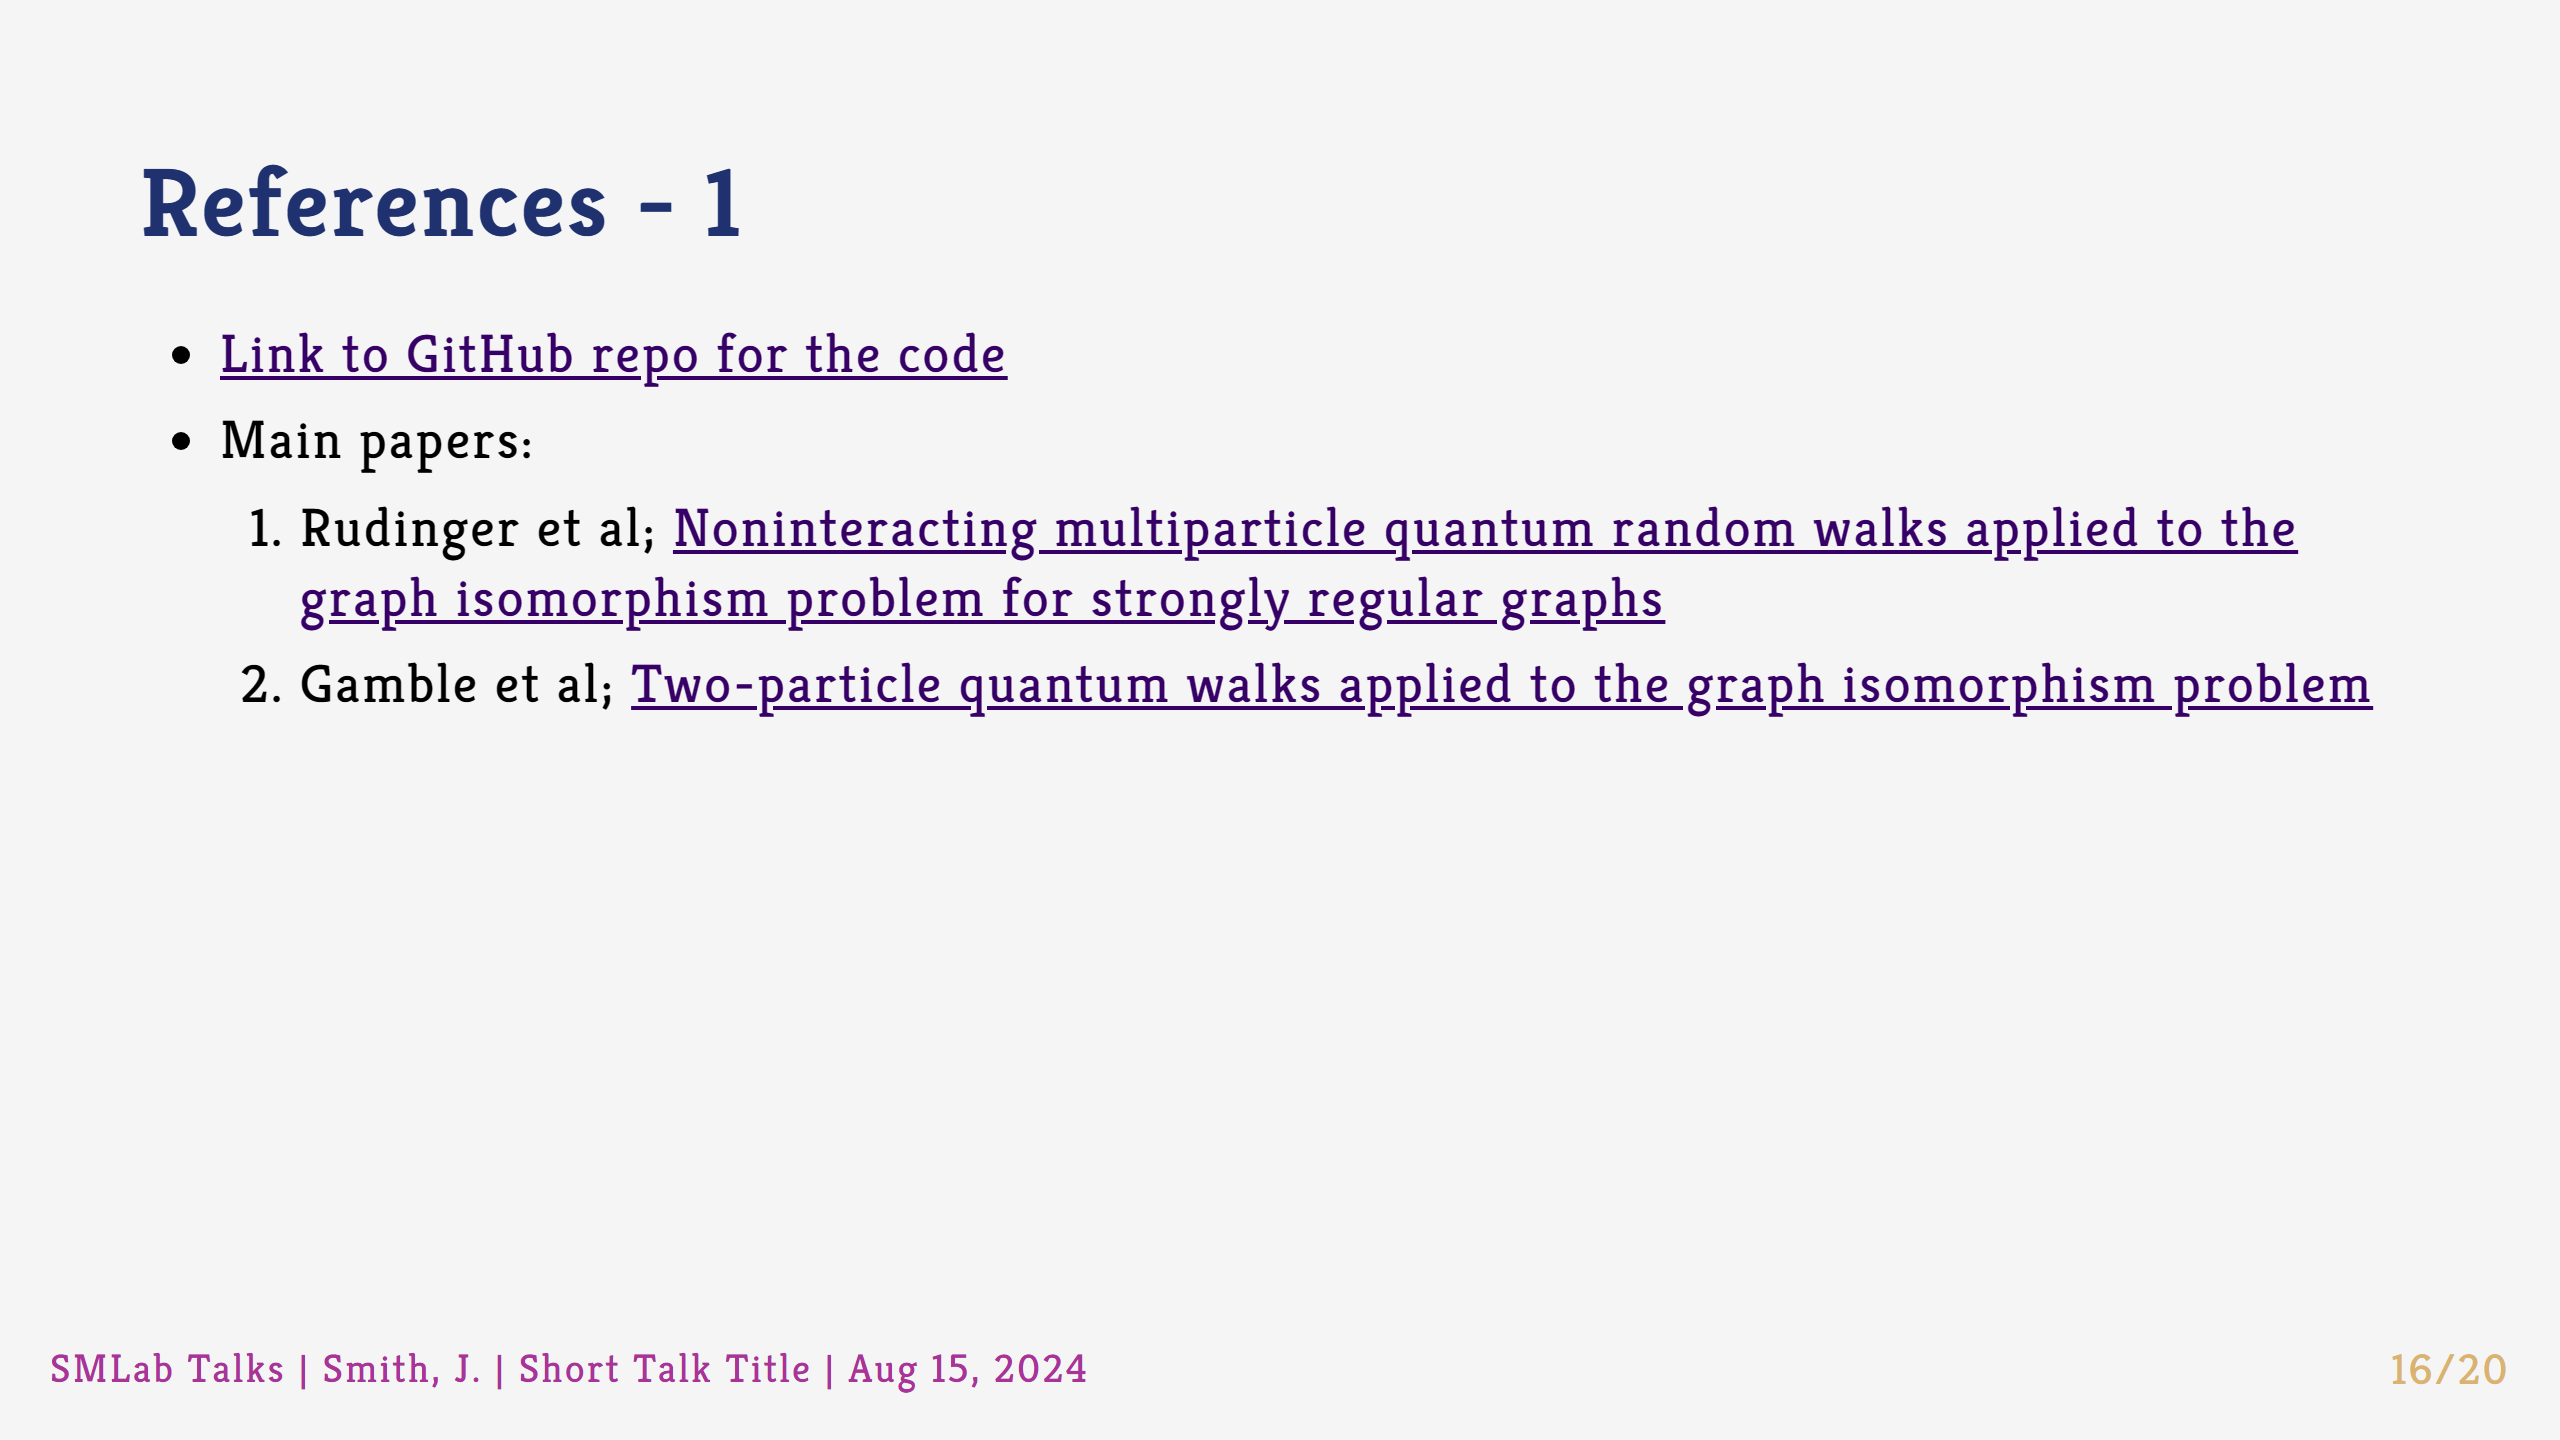 References - 1
• Link to GitHub repo for the code
• Main papers:
1. Rudinger et al; Noninteracting multiparticle quantum random walks applied to the
graph isomorphism problem for strongly regular graphs
2. Gamble et al; Two-particle quantum walks applied to the graph isomorphism problem
SMLab Talks | Smith, J. | Short Talk Title | Aug 15, 2024
16/20